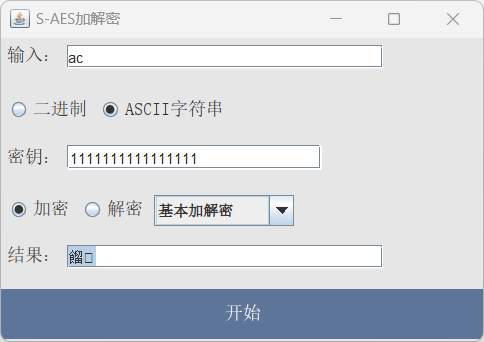 S-AES加解密
输入： ac
二进制 ASCII字符串
密钥： 1111111111111111
加密 解密 基本加解密
结果： 餾
开始